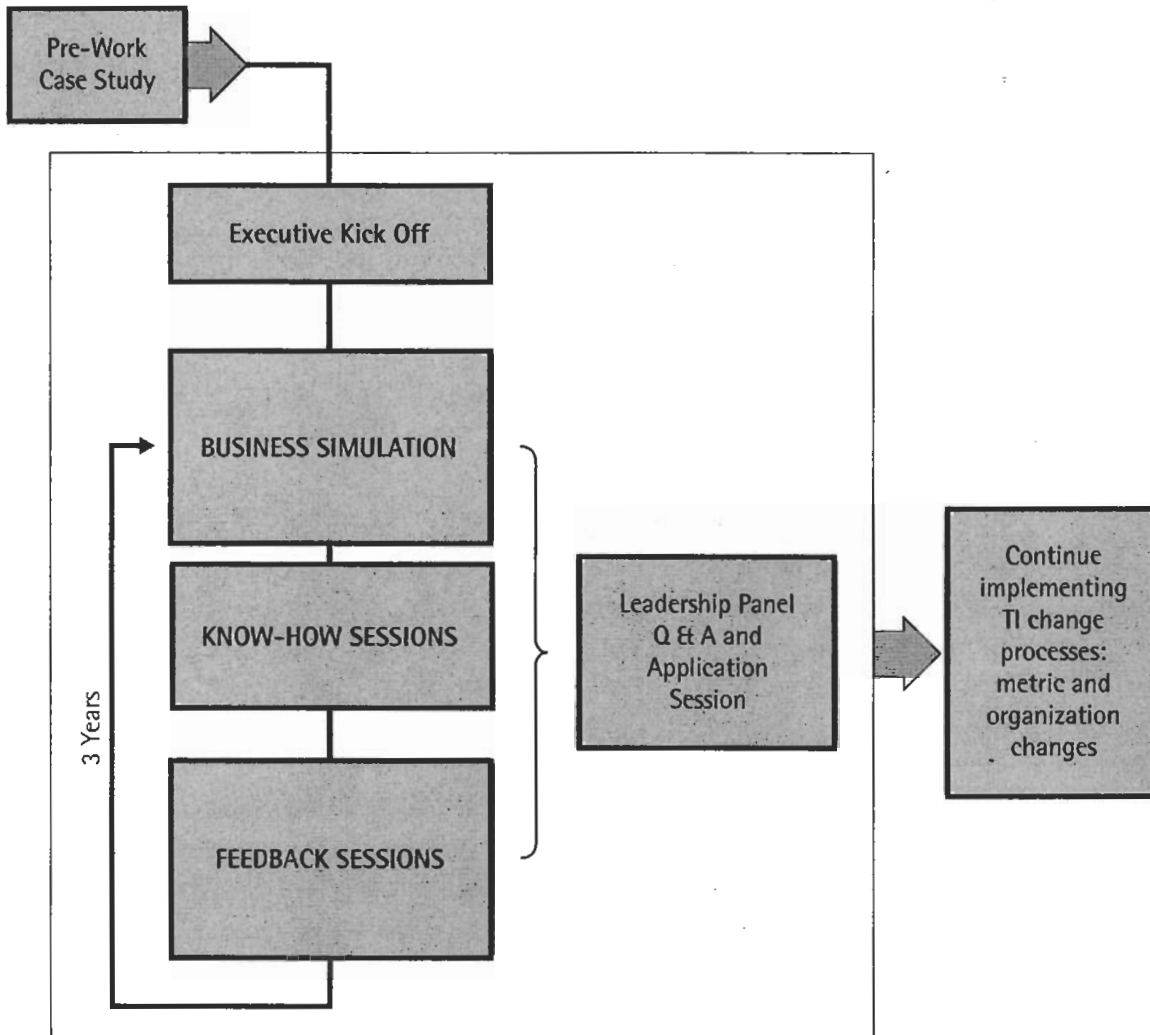 Pre-Work
Case Study
Executive Kick Off
BUSINESS SIMULATION
KNOW-HOW SESSIONS
FEEDBACK SESSIONS
3 Years
Leadership Panel
Q & A and
Application
Session
Continue
implementing
TI change
processes:
metric and
organization
changes